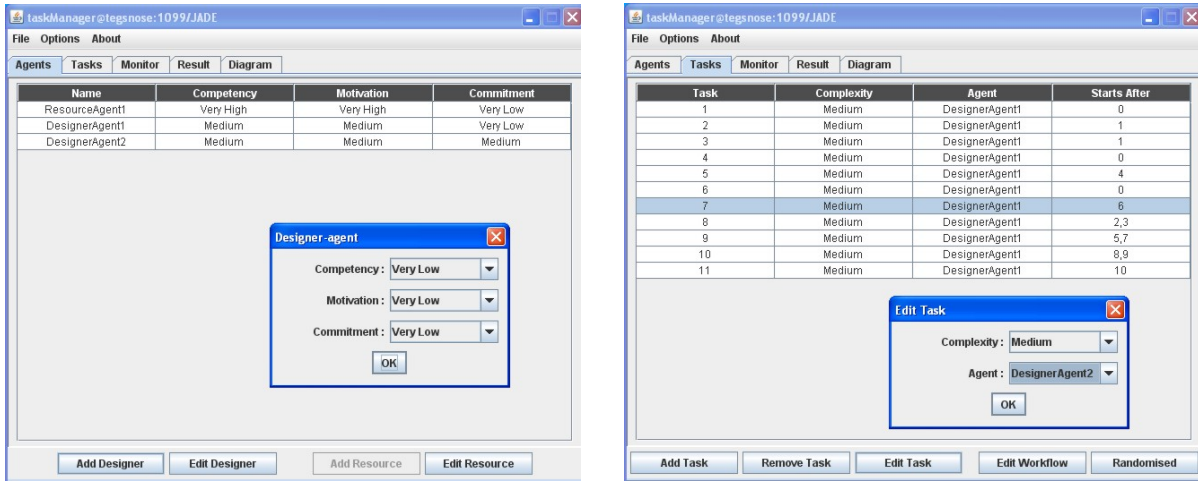 taskManager@tegsnose:1099/JADE
File Options About
Agents Tasks Monitor Result Diagram
Name Competency Motivation Commitment
ResourceAgent1 Very High Very High Very Low
DesignerAgent1 Medium Medium Very Low
DesignerAgent2 Medium Medium Medium
Designer-agent
Competency: Very Low
Motivation: Very Low
Commitment: Very Low
OK
Add Designer Edit Designer Add Resource Edit Resource
taskManager@tegsnose:1099/JADE
File Options About
Agents Tasks Monitor Result Diagram
Task Complexity Agent Starts After
1 Medium DesignerAgent1 0
2 Medium DesignerAgent1 1
3 Medium DesignerAgent1 1
4 Medium DesignerAgent1 0
5 Medium DesignerAgent1 4
6 Medium DesignerAgent1 0
7 Medium DesignerAgent1 6
8 Medium DesignerAgent1 2,3
9 Medium DesignerAgent1 5,7
10 Medium DesignerAgent1 8,9
11 Medium DesignerAgent1 10
Edit Task
Complexity: Medium
Agent: DesignerAgent2
OK
Add Task Remove Task Edit Task Edit Workflow Randomised